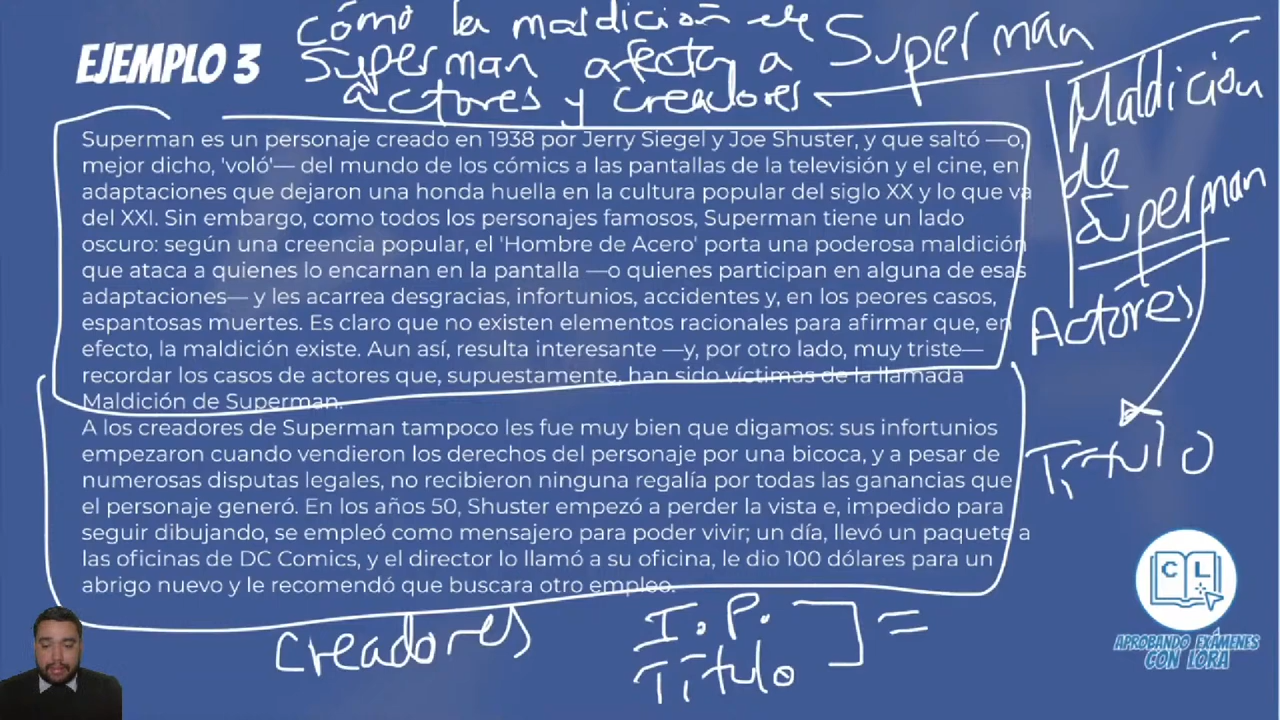 EJEMPLO 3
cómo la maldición de
Superman afecta a
actores y creadores
Superman
Maldición
de
Superman
Actores
Título
Superman es un personaje creado en 1938 por Jerry Siegel y Joe Shuster, y que saltó —o,
mejor dicho, 'voló'— del mundo de los cómics a las pantallas de la televisión y el cine, en
adaptaciones que dejaron una honda huella en la cultura popular del siglo XX y lo que va
del XXI. Sin embargo, como todos los personajes famosos, Superman tiene un lado
oscuro: según una creencia popular, el 'Hombre de Acero' porta una poderosa maldición
que ataca a quienes lo encarnan en la pantalla —o quienes participan en alguna de esas
adaptaciones— y les acarrea desgracias, infortunios, accidentes y, en los peores casos,
espantosas muertes. Es claro que no existen elementos racionales para afirmar que, en
efecto, la maldición existe. Aun así, resulta interesante —y, por otro lado, muy triste—
recordar los casos de actores que, supuestamente, han sido víctimas de la llamada
Maldición de Superman.
A los creadores de Superman tampoco les fue muy bien que digamos: sus infortunios
empezaron cuando vendieron los derechos del personaje por una bicoca, y a pesar de
numerosas disputas legales, no recibieron ninguna regalía por todas las ganancias que
el personaje generó. En los años 50, Shuster empezó a perder la vista e, impedido para
seguir dibujando, se empleó como mensajero para poder vivir; un día, llevó un paquete a
las oficinas de DC Comics, y el director lo llamó a su oficina, le dio 100 dólares para un
abrigo nuevo y le recomendó que buscara otro empleo.
creadores
I. P.
Título
=
C L
APROBANDO EXÁMENES
CON LORA